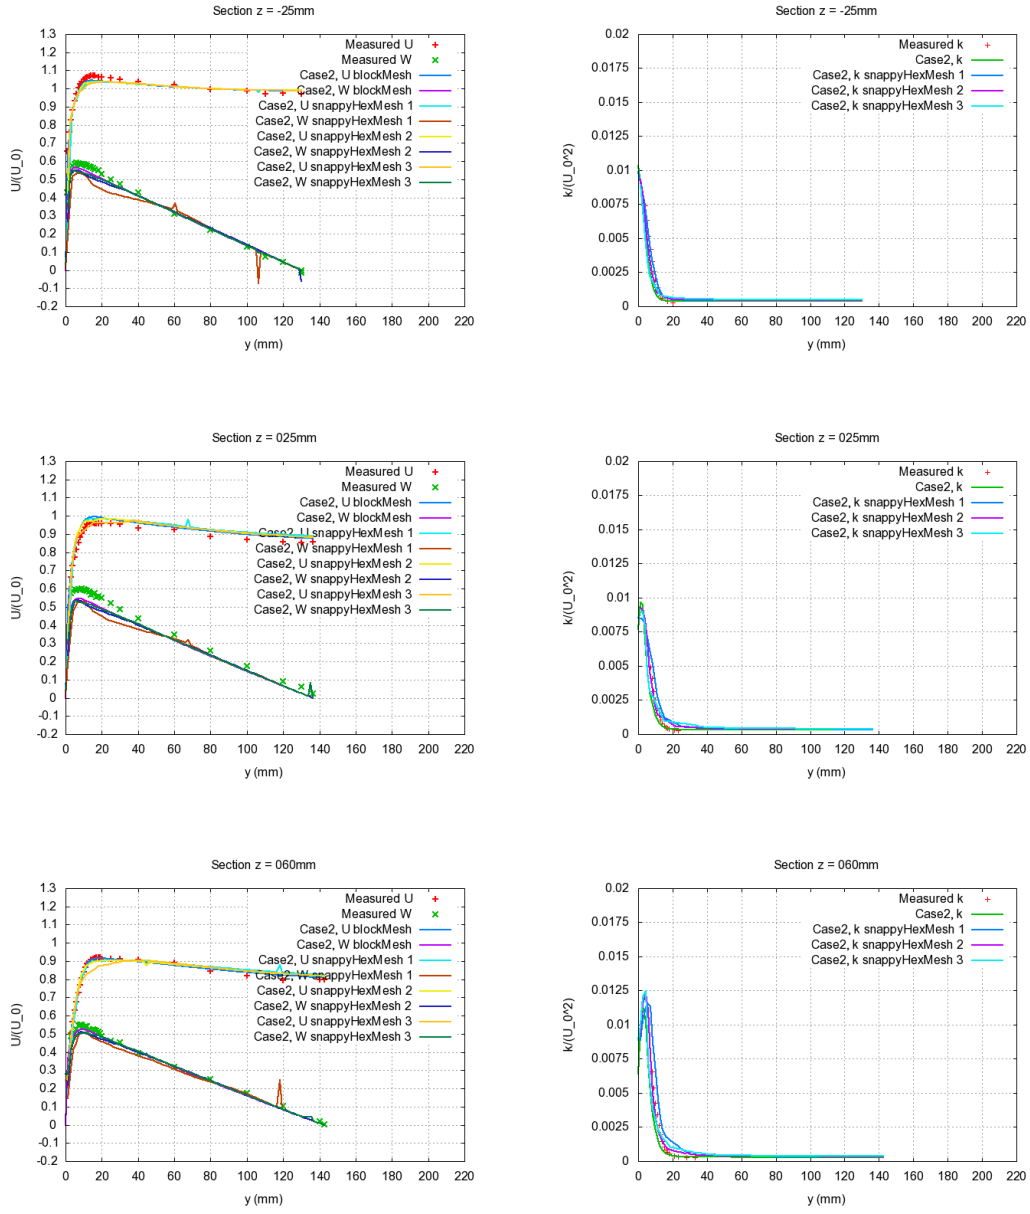 Section z = -25mm
1.3
1.2
1.1
1
0.9
0.8
0.7
0.6
0.5
0.4
0.3
0.2
0.1
0
-0.1
-0.2
U/(U_0)
Measured U
Measured W
Case2, U blockMesh
Case2, W blockMesh
Case2, U snappyHexMesh 1
Case2, W snappyHexMesh 1
Case2, U snappyHexMesh 2
Case2, W snappyHexMesh 2
Case2, U snappyHexMesh 3
Case2, W snappyHexMesh 3
0 20 40 60 80 100 120 140 160 180 200 220
y (mm)
Section z = -25mm
0.02
0.0175
0.015
0.0125
0.01
0.0075
0.005
0.0025
0
k/(U_0^2)
Measured k
Case2, k
Case2, k snappyHexMesh 1
Case2, k snappyHexMesh 2
Case2, k snappyHexMesh 3
0 20 40 60 80 100 120 140 160 180 200 220
y (mm)
Section z = 025mm
1.3
1.2
1.1
1
0.9
0.8
0.7
0.6
0.5
0.4
0.3
0.2
0.1
0
-0.1
-0.2
U/(U_0)
Measured U
Measured W
Case2, U blockMesh
Case2, W blockMesh
Case2, U snappyHexMesh 1
Case2, W snappyHexMesh 1
Case2, U snappyHexMesh 2
Case2, W snappyHexMesh 2
Case2, U snappyHexMesh 3
Case2, W snappyHexMesh 3
0 20 40 60 80 100 120 140 160 180 200 220
y (mm)
Section z = 025mm
0.02
0.0175
0.015
0.0125
0.01
0.0075
0.005
0.0025
0
k/(U_0^2)
Measured k
Case2, k
Case2, k snappyHexMesh 1
Case2, k snappyHexMesh 2
Case2, k snappyHexMesh 3
0 20 40 60 80 100 120 140 160 180 200 220
y (mm)
Section z = 060mm
1.3
1.2
1.1
1
0.9
0.8
0.7
0.6
0.5
0.4
0.3
0.2
0.1
0
-0.1
-0.2
U/(U_0)
Measured U
Measured W
Case2, U blockMesh
Case2, W blockMesh
Case2, U snappyHexMesh 1
Case2, W snappyHexMesh 1
Case2, U snappyHexMesh 2
Case2, W snappyHexMesh 2
Case2, U snappyHexMesh 3
Case2, W snappyHexMesh 3
0 20 40 60 80 100 120 140 160 180 200 220
y (mm)
Section z = 060mm
0.02
0.0175
0.015
0.0125
0.01
0.0075
0.005
0.0025
0
k/(U_0^2)
Measured k
Case2, k
Case2, k snappyHexMesh 1
Case2, k snappyHexMesh 2
Case2, k snappyHexMesh 3
0 20 40 60 80 100 120 140 160 180 200 220
y (mm)